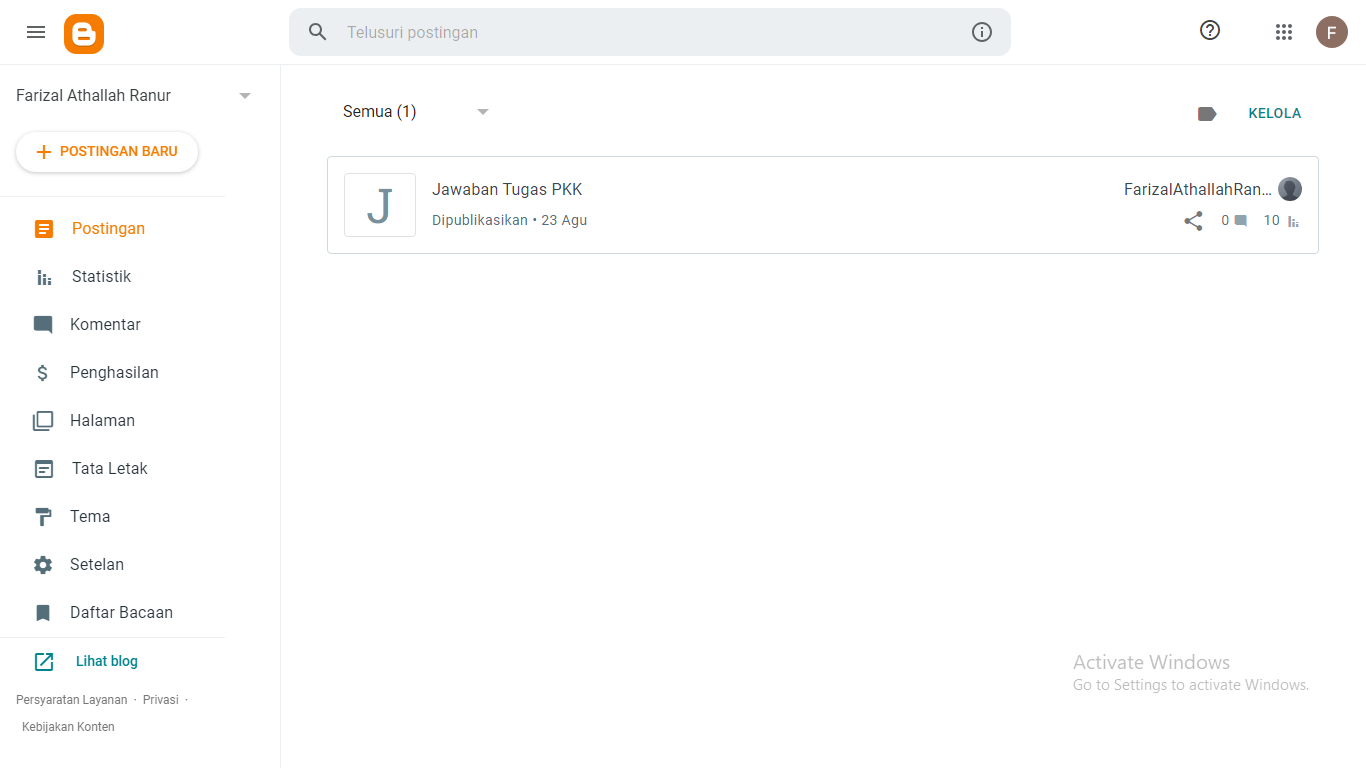 Telusuri postingan
F
Farizal Athallah Ranur
POSTINGAN BARU
Postingan
Statistik
Komentar
Penghasilan
Halaman
Tata Letak
Tema
Setelan
Daftar Bacaan
Lihat blog
Persyaratan Layanan · Privasi ·
Kebijakan Konten
Semua (1)
KELOLA
J
Jawaban Tugas PKK
FarizalAthallahRan...
Dipublikasikan • 23 Agu
0
10
Activate Windows
Go to Settings to activate Windows.